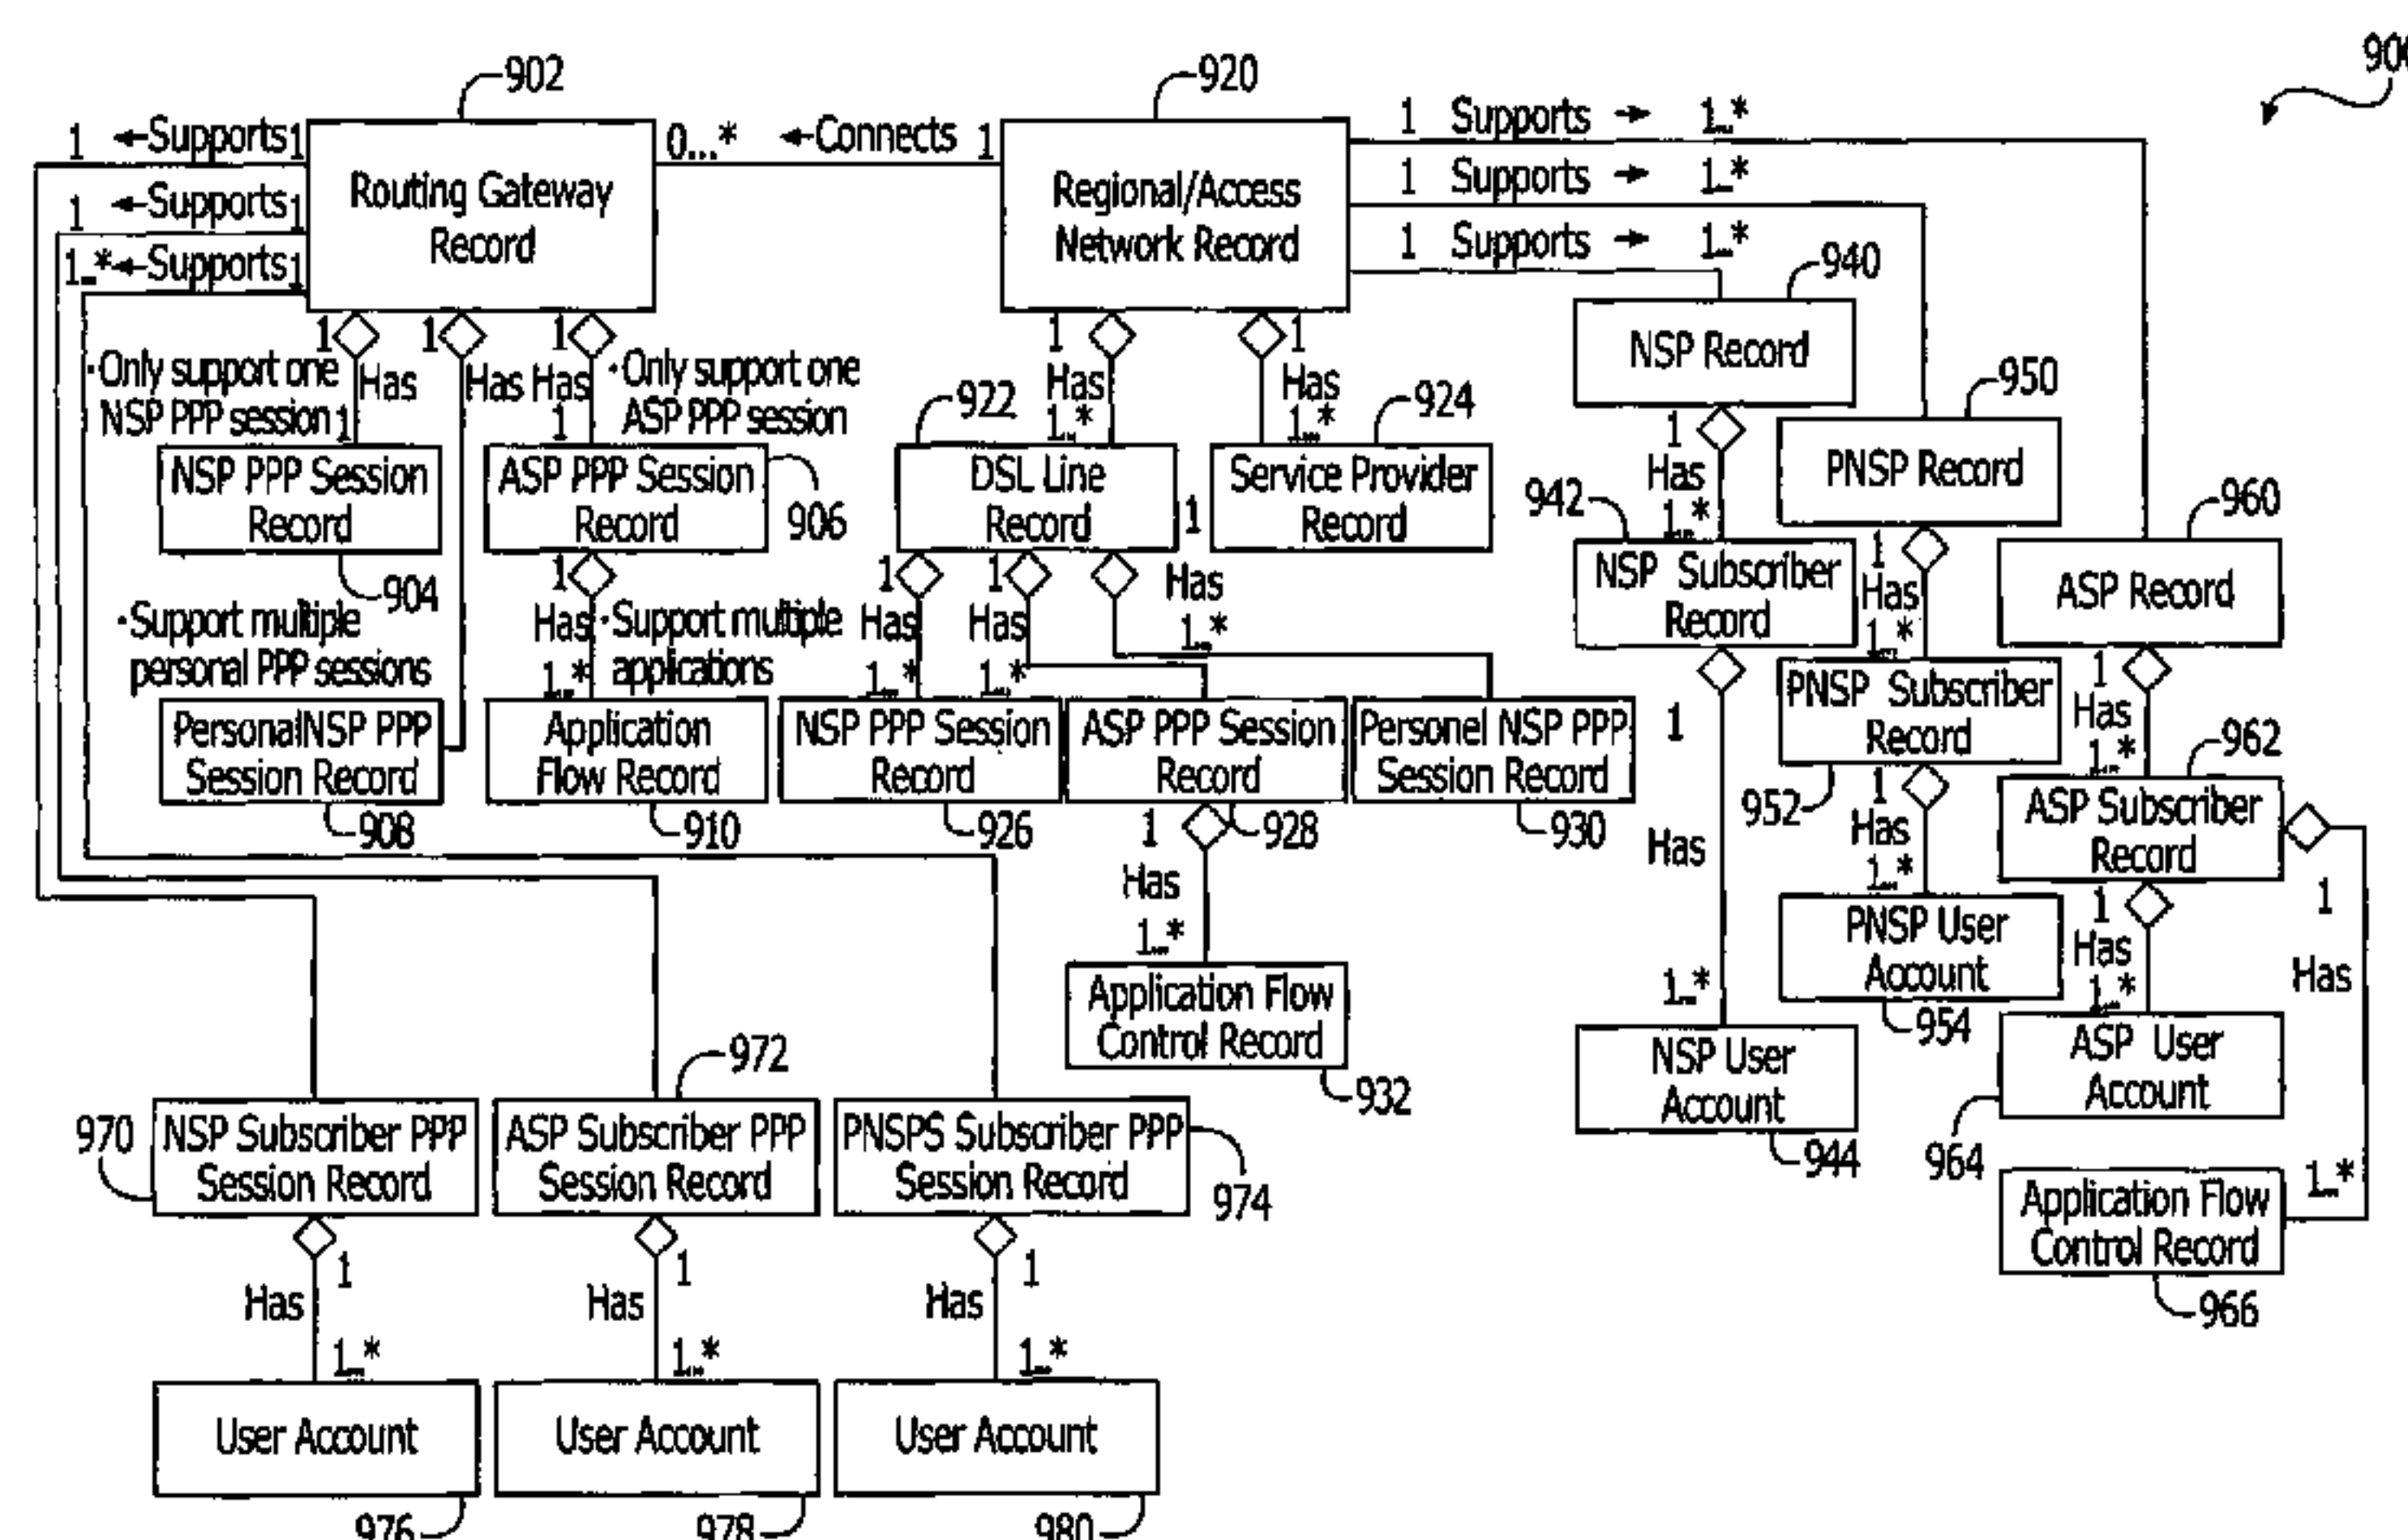 900
902
920
1 Supports 1
0...* Connects 1
1 Supports 1..*
1 Supports 1
1 Supports 1..*
1..* Supports 1
1 Supports 1..*
Routing Gateway
Record
Regional/Access
Network Record
940
NSP Record
1
1
1
1
1
·Only support one
NSP PPP session
1
Has
Has
Has
1
·Only support one
ASP PPP session
Has
1..*
Has
1..*
922
924
950
1
Has
1..*
NSP PPP Session
Record
904
ASP PPP Session
Record
906
DSL Line
Record
1
Service Provider
Record
942
PNSP Record
960
NSP Subscriber
Record
1
Has
1..*
ASP Record
·Support multiple
personal PPP sessions
1
Has
1..*
·Support multiple
applications
1
Has
1..*
1
Has
1..*
Has
1..*
PersonalNSP PPP
Session Record
908
Application
Flow Record
910
NSP PPP Session
Record
926
ASP PPP Session
Record
928
Personel NSP PPP
Session Record
930
1
Has
1..*
PNSP Subscriber
Record
952
1
Has
1..*
962
ASP Subscriber
Record
1
Has
1..*
1
Has
1..*
PNSP User
Account
954
1
Has
1..*
1
Has
1..*
Application Flow
Control Record
932
NSP User
Account
944
ASP User
Account
964
Application Flow
Control Record
966
970
NSP Subscriber PPP
Session Record
972
ASP Subscriber PPP
Session Record
PNSPS Subscriber PPP
Session Record
974
1
Has
1..*
1
Has
1..*
1
Has
1..*
User Account
976
User Account
978
User Account
980